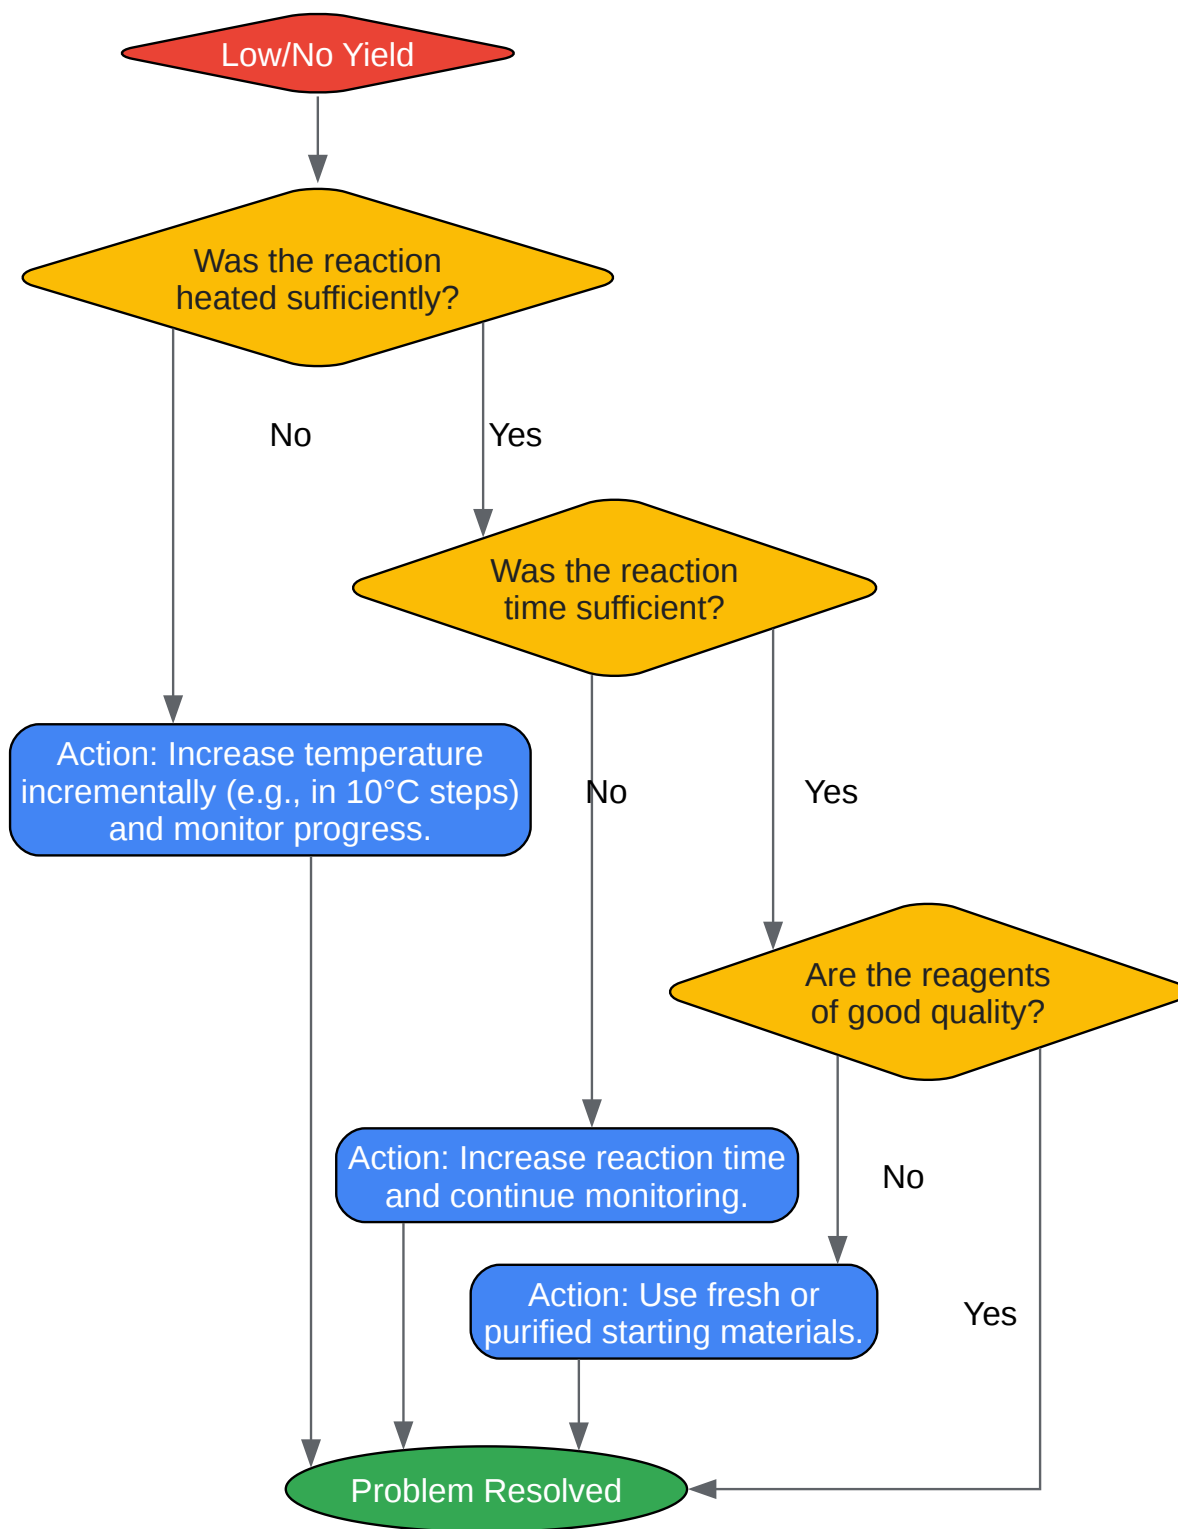 Low/No Yield
Was the reaction
heated sufficiently?
No
Yes
Was the reaction
time sufficient?
Action: Increase temperature
incrementally (e.g., in 10°C steps)
and monitor progress.
No
Yes
Are the reagents
of good quality?
Action: Increase reaction time
and continue monitoring.
No
Action: Use fresh or
purified starting materials.
Yes
Problem Resolved